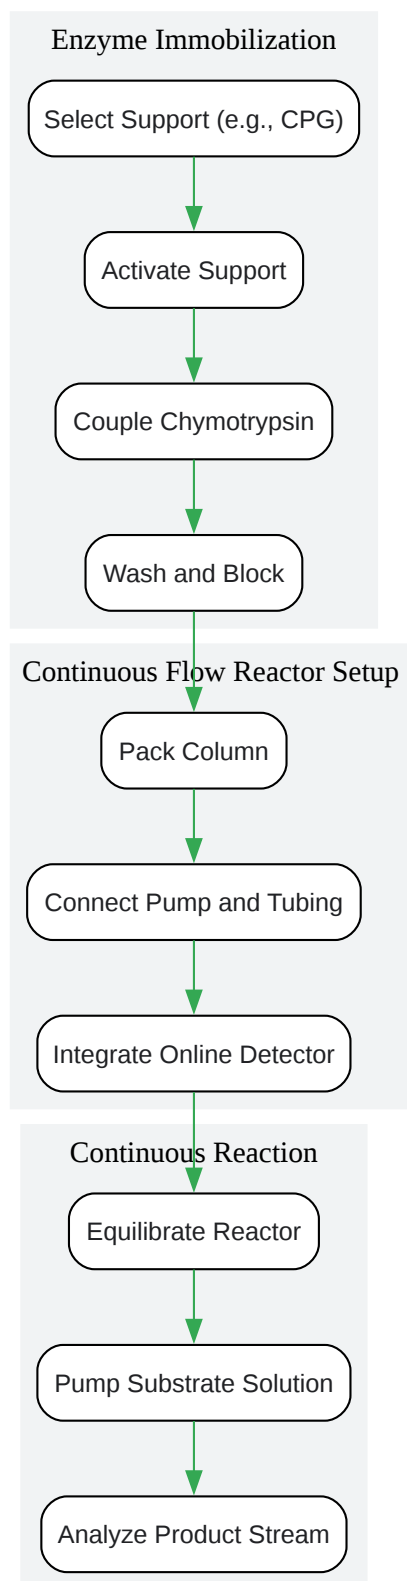 Enzyme Immobilization
Select Support (e.g., CPG)
Activate Support
Couple Chymotrypsin
Wash and Block
Continuous Flow Reactor Setup
Pack Column
Connect Pump and Tubing
Integrate Online Detector
Continuous Reaction
Equilibrate Reactor
Pump Substrate Solution
Analyze Product Stream